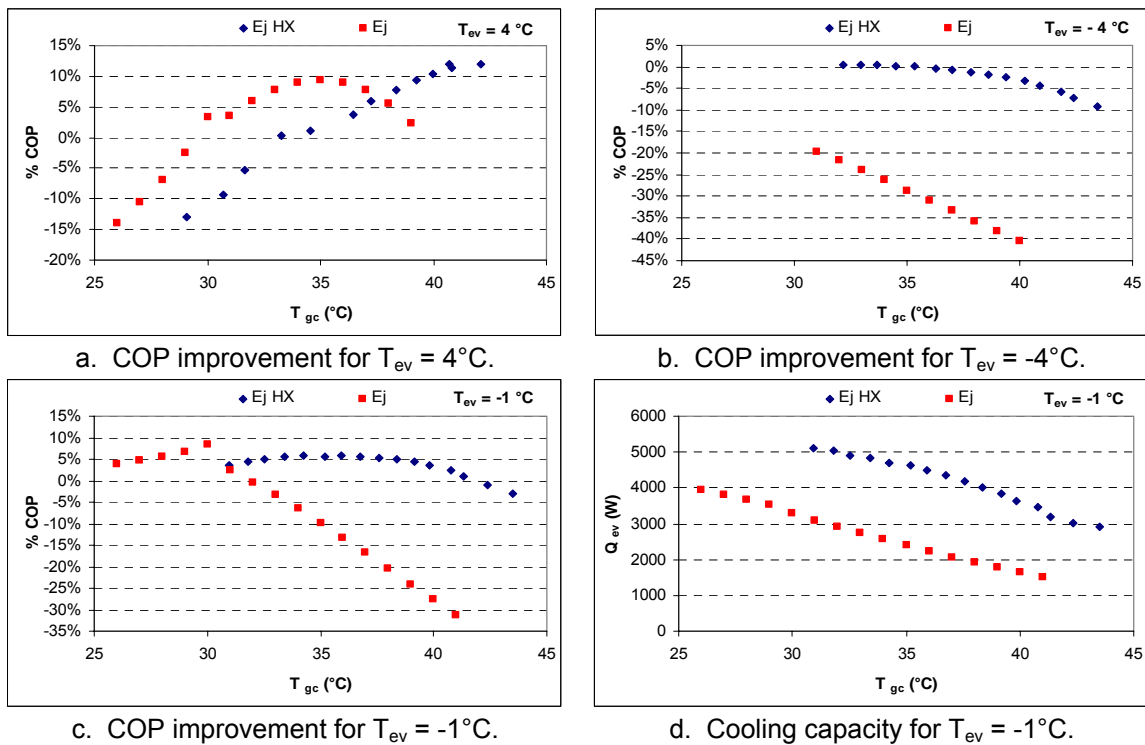 Ej HX Ej T ev = 4 °C
15%
10%
5%
0%
-5%
-10%
-15%
-20%
% COP
25 30 35 40 45
T gc (°C)
a. COP improvement for Tev = 4°C.
Ej HX Ej T ev = - 4 °C
5%
0%
-5%
-10%
-15%
-20%
-25%
-30%
-35%
-40%
-45%
% COP
25 30 35 40 45
T gc (°C)
b. COP improvement for Tev = -4°C.
Ej HX Ej T ev = -1 °C
15%
10%
5%
0%
-5%
-10%
-15%
-20%
-25%
-30%
-35%
% COP
25 30 35 40 45
T gc (°C)
c. COP improvement for Tev = -1°C.
Ej HX Ej T ev = -1 °C
6000
5000
4000
3000
2000
1000
0
Q ev (W)
25 30 35 40 45
T gc (°C)
d. Cooling capacity for Tev = -1°C.